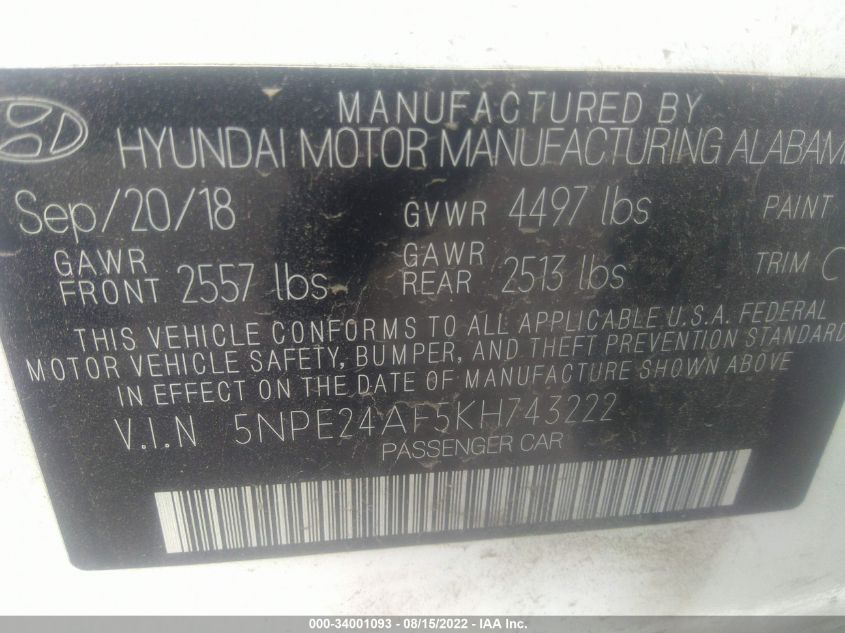 MANUFACTURED BY
HYUNDAI MOTOR MANUFACTURING ALABAMA
Sep/20/18 GVWR 4497 lbs PAINT
GAWR FRONT 2557 lbs GAWR REAR 2513 lbs TRIM C
THIS VEHICLE CONFORMS TO ALL APPLICABLE U.S.A. FEDERAL
MOTOR VEHICLE SAFETY, BUMPER, AND THEFT PREVENTION STANDARD
IN EFFECT ON THE DATE OF MANUFACTURE SHOWN ABOVE
V.I.N 5NPE24AF5KH743222
PASSENGER CAR
000-34001093 - 08/15/2022 - IAA Inc.